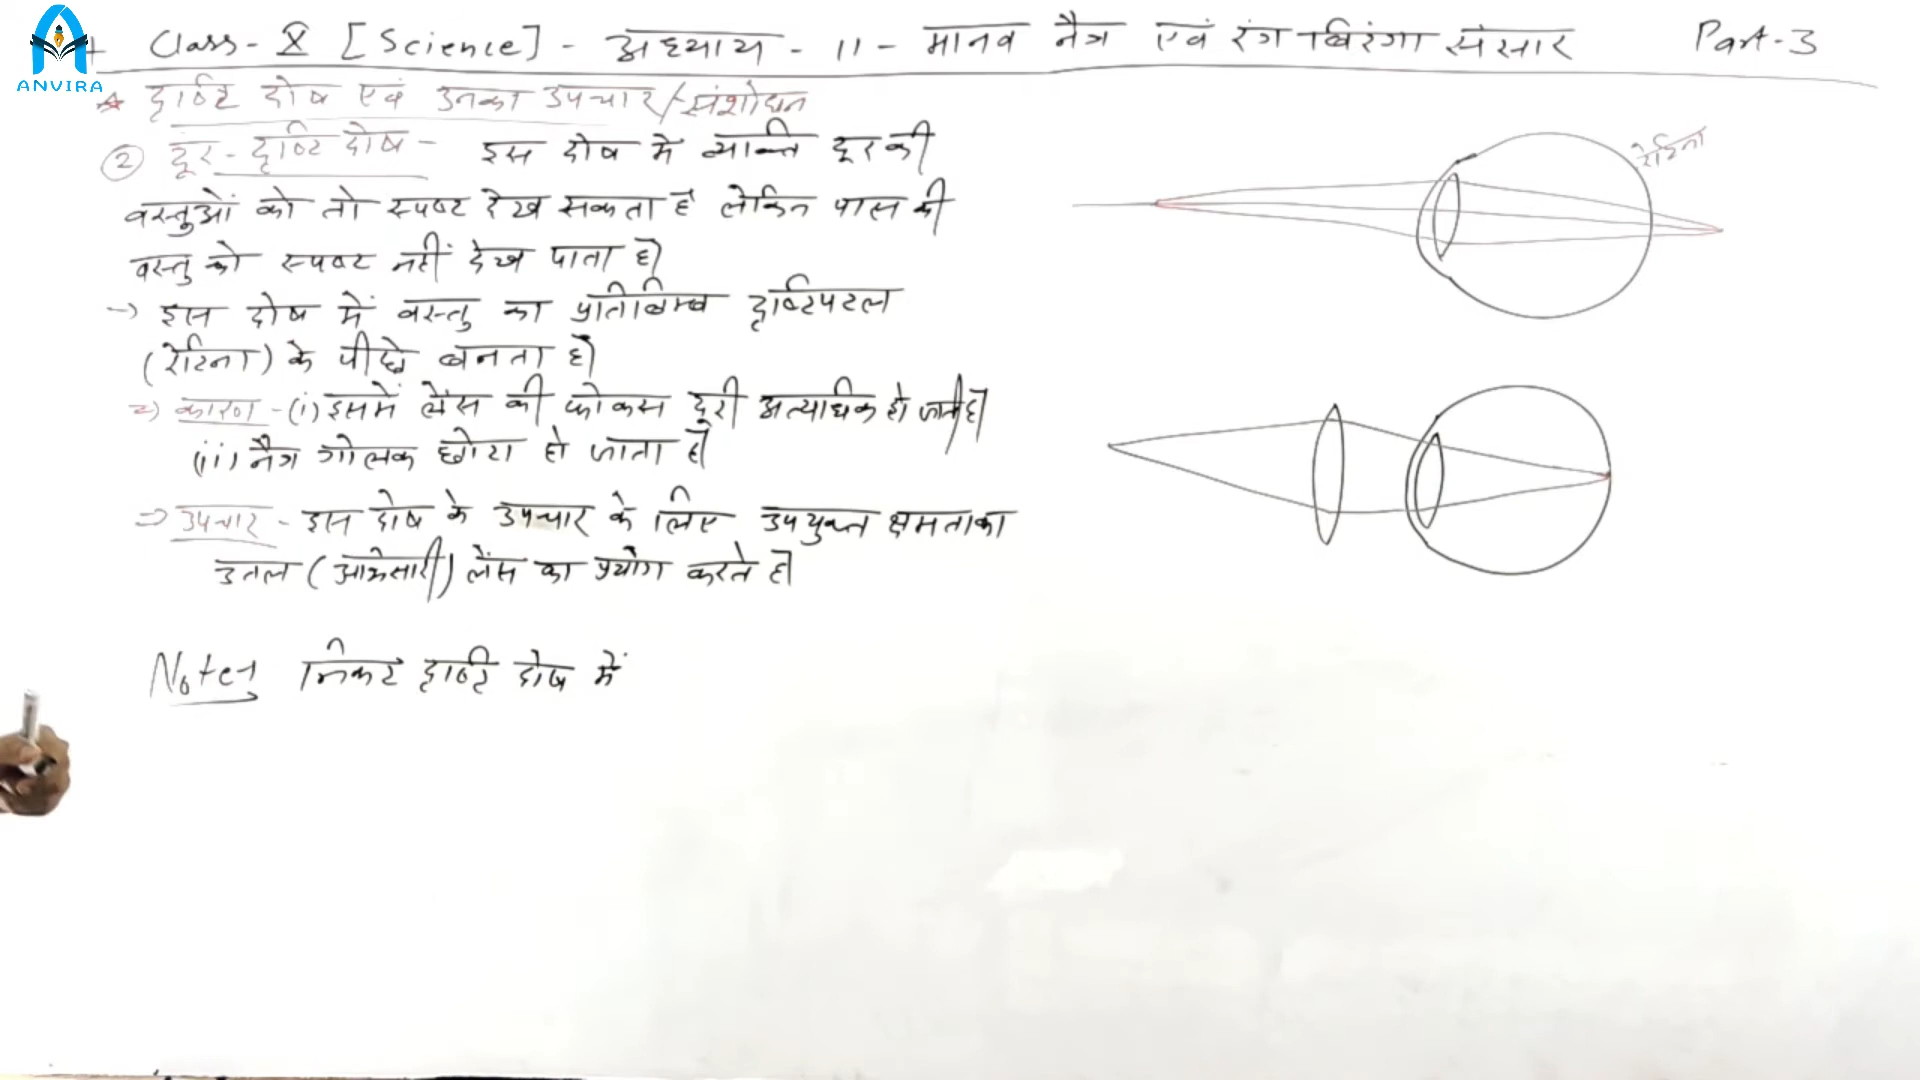 Class - X [Science] - अध्याय - 11 - मानव नैत्र एवं रंग बिरंगा संसार Part-3
ANVIRA
* दृष्टि दोष एवं उनका उपचार/संशोधन
② दूर-दृष्टि दोष - इस दोष में व्यक्ति दूर की
वस्तुओं को तो स्पष्ट देख सकता है लेकिन पास की
वस्तु को स्पष्ट नहीं देख पाता है।
रेटिना
→ इस दोष में वस्तु का प्रतिबिम्ब दृष्टिपटल
(रेटिना) के पीछे बनता है।
⇒ कारण - (i) इसमें लैंस की फोकस दूरी अत्यधिक हो जाती है।
(ii) नैत्र गोलक छोटा हो जाता है।
⇒ उपचार - इस दोष के उपचार के लिए उपयुक्त क्षमता का
उत्तल (अभिसारी) लैंस का प्रयोग करते है।
Note→ निकट दृष्टि दोष में